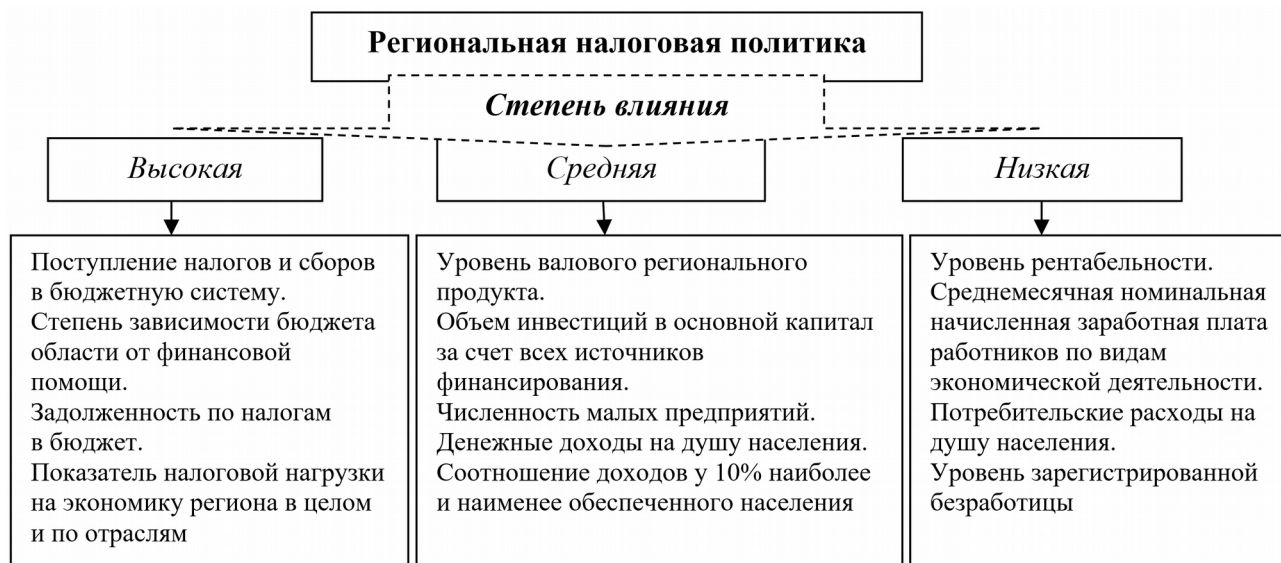 Региональная налоговая политика
Степень влияния
Высокая
Средняя
Низкая
Поступление налогов и сборов
в бюджетную систему.
Степень зависимости бюджета
области от финансовой
помощи.
Задолженность по налогам
в бюджет.
Показатель налоговой нагрузки
на экономику региона в целом
и по отраслям
Уровень валового регионального
продукта.
Объем инвестиций в основной капитал
за счет всех источников
финансирования.
Численность малых предприятий.
Денежные доходы на душу населения.
Соотношение доходов у 10% наиболее
и наименее обеспеченного населения
Уровень рентабельности.
Среднемесячная номинальная
начисленная заработная плата
работников по видам
экономической деятельности.
Потребительские расходы на
душу населения.
Уровень зарегистрированной
безработицы